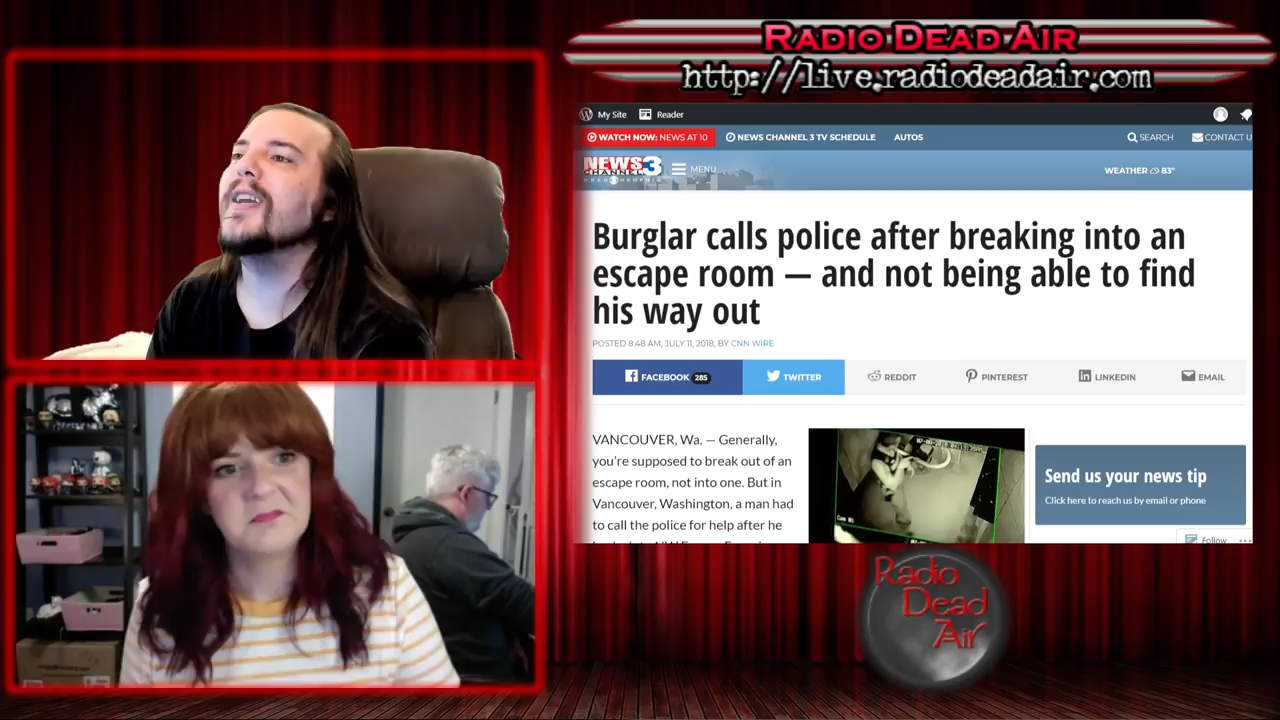 RADIO DEAD AIR
http://live.radiodeadair.com
My Site Reader
WATCH NOW: NEWS AT 10 NEWS CHANNEL 3 TV SCHEDULE AUTOS SEARCH CONTACT U
NEWS
CHANNEL 3
MENU
WEATHER 83°
Burglar calls police after breaking into an
escape room — and not being able to find
his way out
POSTED 8:48 AM, JULY 11, 2018, BY CNN WIRE
FACEBOOK 285 TWITTER REDDIT PINTEREST LINKEDIN EMAIL
VANCOUVER, Wa. — Generally,
you're supposed to break out of an
escape room, not into one. But in
Vancouver, Washington, a man had
to call the police for help after he
Send us your news tip
Click here to reach us by email or phone
Follow
Radio
Dead
Air